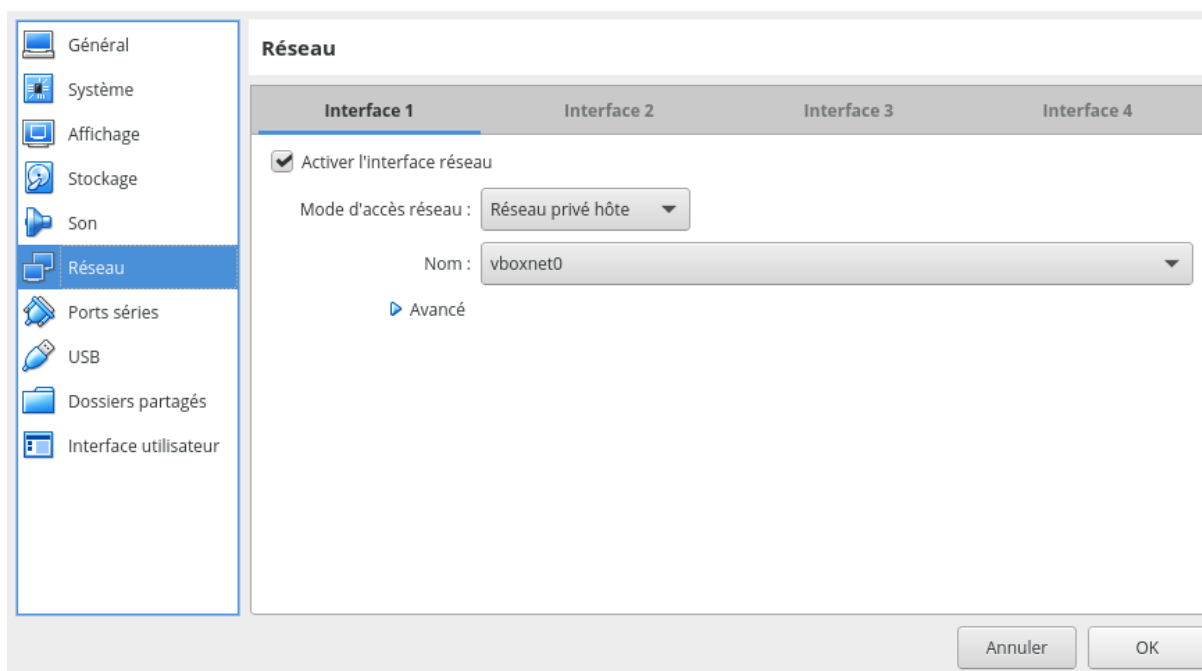 Général
Système
Affichage
Stockage
Son
Réseau
Ports séries
USB
Dossiers partagés
Interface utilisateur
Réseau
Interface 1 Interface 2 Interface 3 Interface 4
Activer l'interface réseau
Mode d'accès réseau : Réseau privé hôte
Nom : vboxnet0
Avancé
Annuler OK